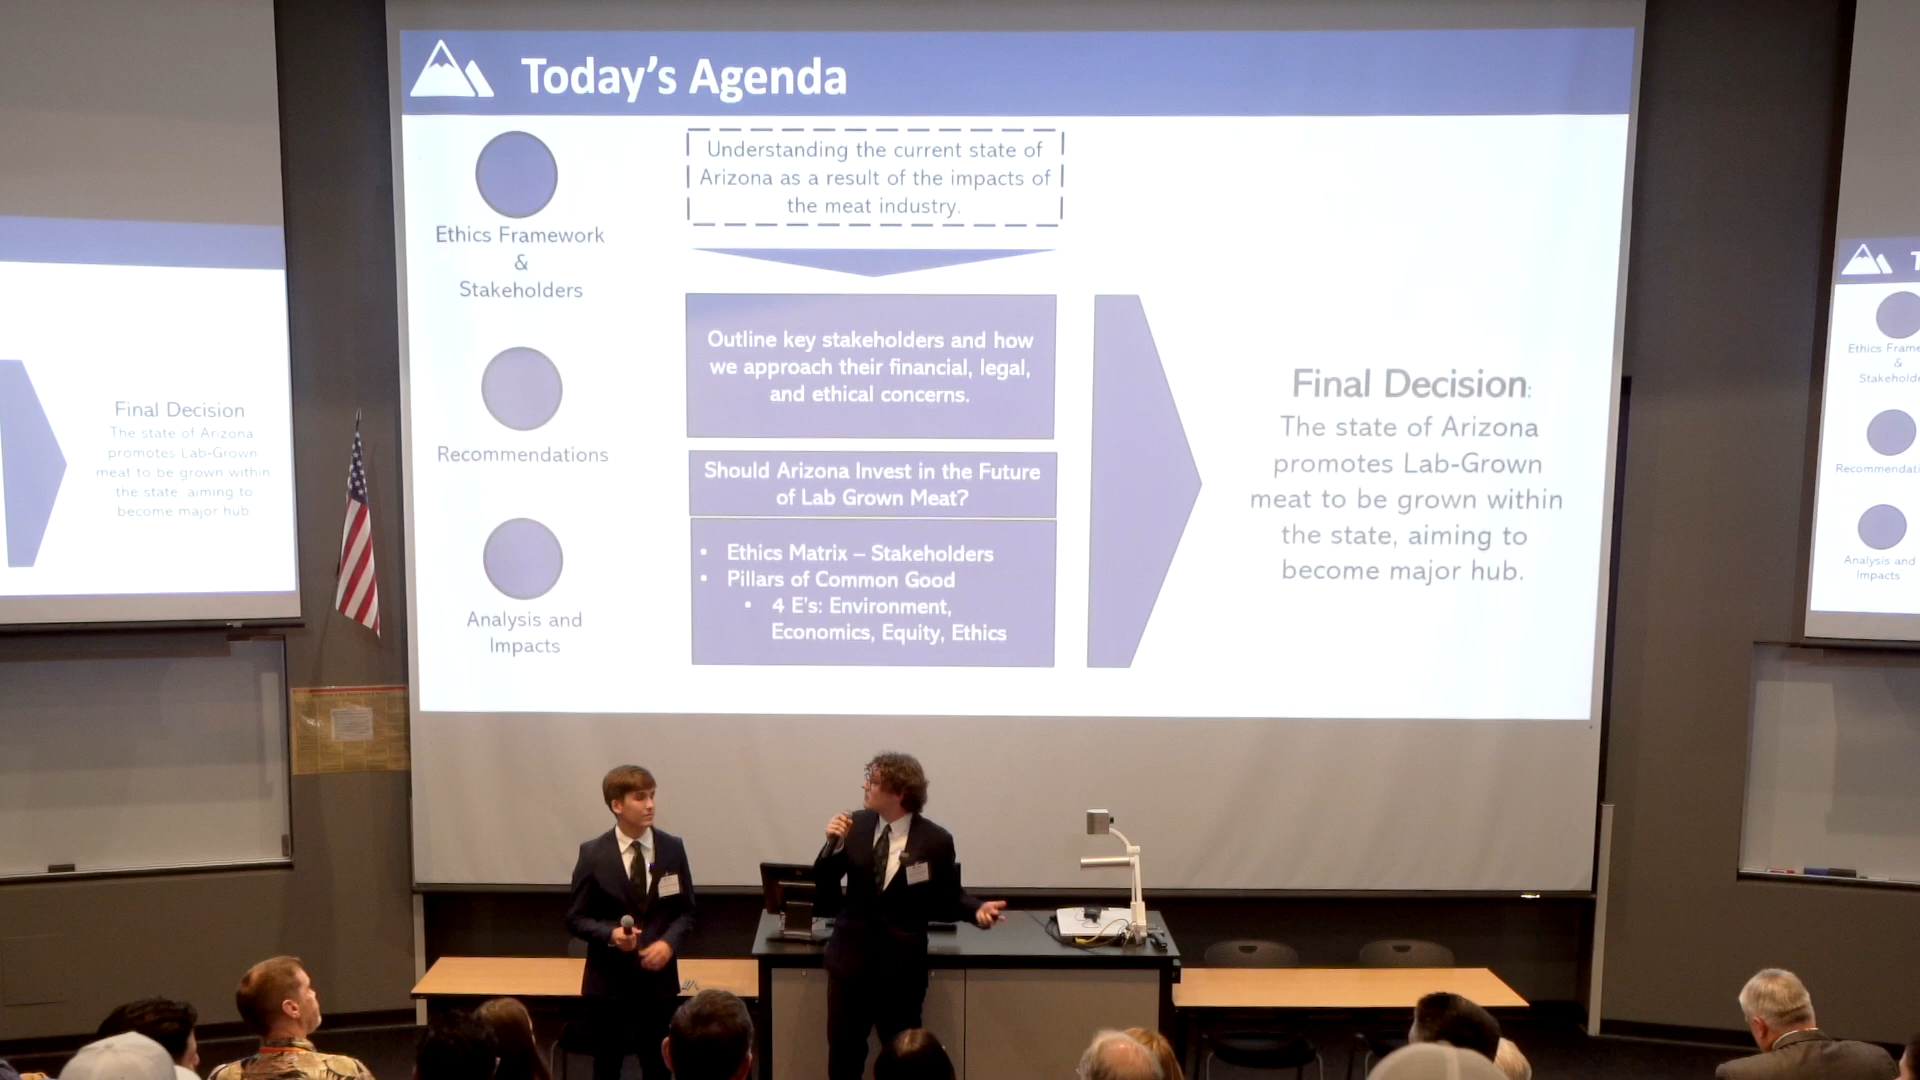 Today's Agenda
Ethics Framework
&
Stakeholders
Recommendations
Analysis and
Impacts
Understanding the current state of
Arizona as a result of the impacts of
the meat industry.
Outline key stakeholders and how
we approach their financial, legal,
and ethical concerns.
Should Arizona Invest in the Future
of Lab Grown Meat?
• Ethics Matrix – Stakeholders
• Pillars of Common Good
• 4 E's: Environment,
Economics, Equity, Ethics
Final Decision:
The state of Arizona
promotes Lab-Grown
meat to be grown within
the state, aiming to
become major hub.
Final Decision
The state of Arizona
promotes Lab-Grown
meat to be grown within
the state, aiming to
become major hub
T
Ethics Frame
&
Stakehold
Recommendati
Analysis and
Impacts